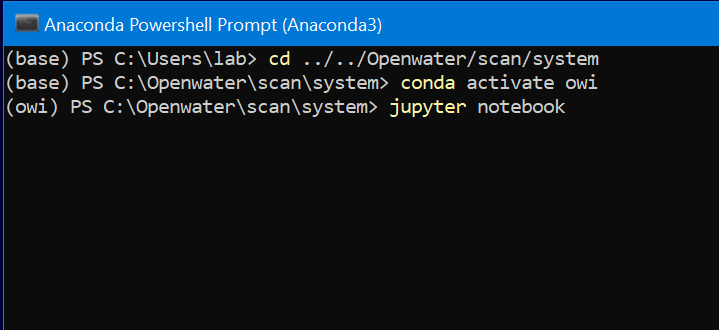 Anaconda Powershell Prompt (Anaconda3)
(base) PS C:\Users\lab> cd ../../Openwater/scan/system
(base) PS C:\Openwater\scan\system> conda activate owi
(owi) PS C:\Openwater\scan\system> jupyter notebook